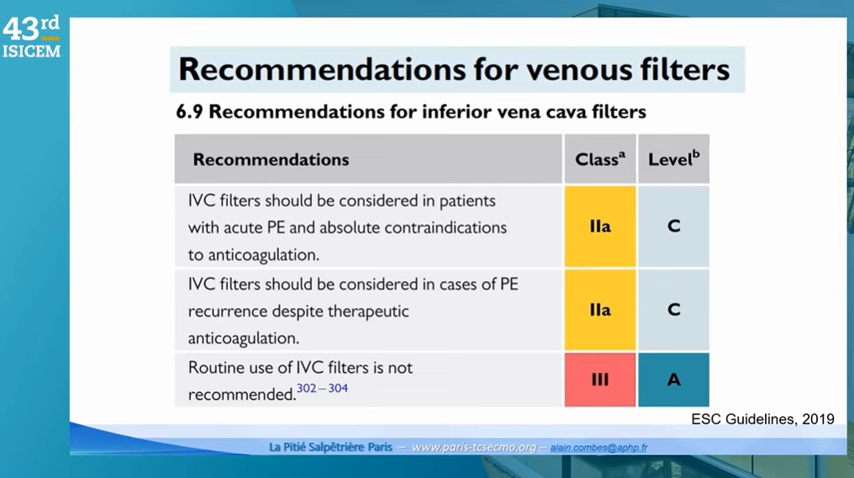 43rd
ISICEM
Recommendations for venous filters
6.9 Recommendations for inferior vena cava filters
Recommendations Classa Levelb
IVC filters should be considered in patients
with acute PE and absolute contraindications
to anticoagulation.
IIa C
IVC filters should be considered in cases of PE
recurrence despite therapeutic
anticoagulation.
IIa C
Routine use of IVC filters is not
recommended.302–304
III A
ESC Guidelines, 2019
La Pitié Salpêtrière Paris – www.paris-tcsecmo.org – alain.combes@aphp.fr